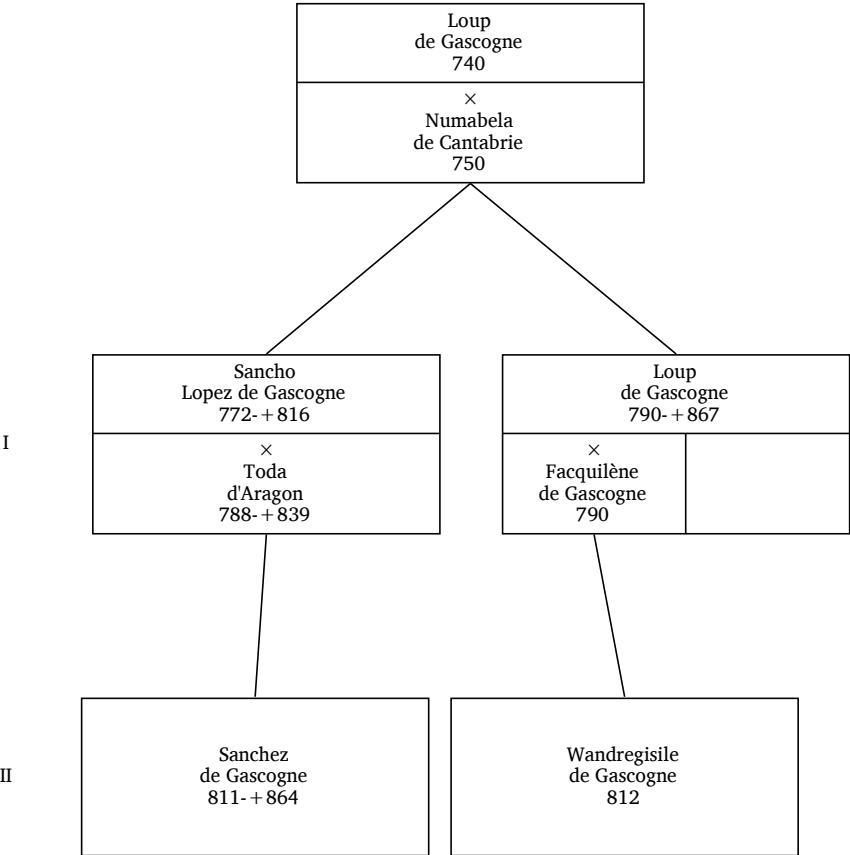 Loup
de Gascogne
740
×
Numabela
de Cantabrie
750
Sancho
Lopez de Gascogne
772-+816
×
Toda
d'Aragon
788-+839
Loup
de Gascogne
790-+867
×
Facquilène
de Gascogne
790
I
Sanchez
de Gascogne
811-+864
Wandregisile
de Gascogne
812
II